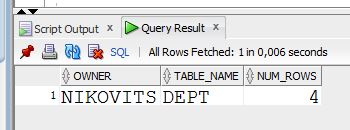 Script Output x Query Result x
SQL | All Rows Fetched: 1 in 0,006 seconds
OWNER TABLE_NAME NUM_ROWS
1 NIKOVITS DEPT 4